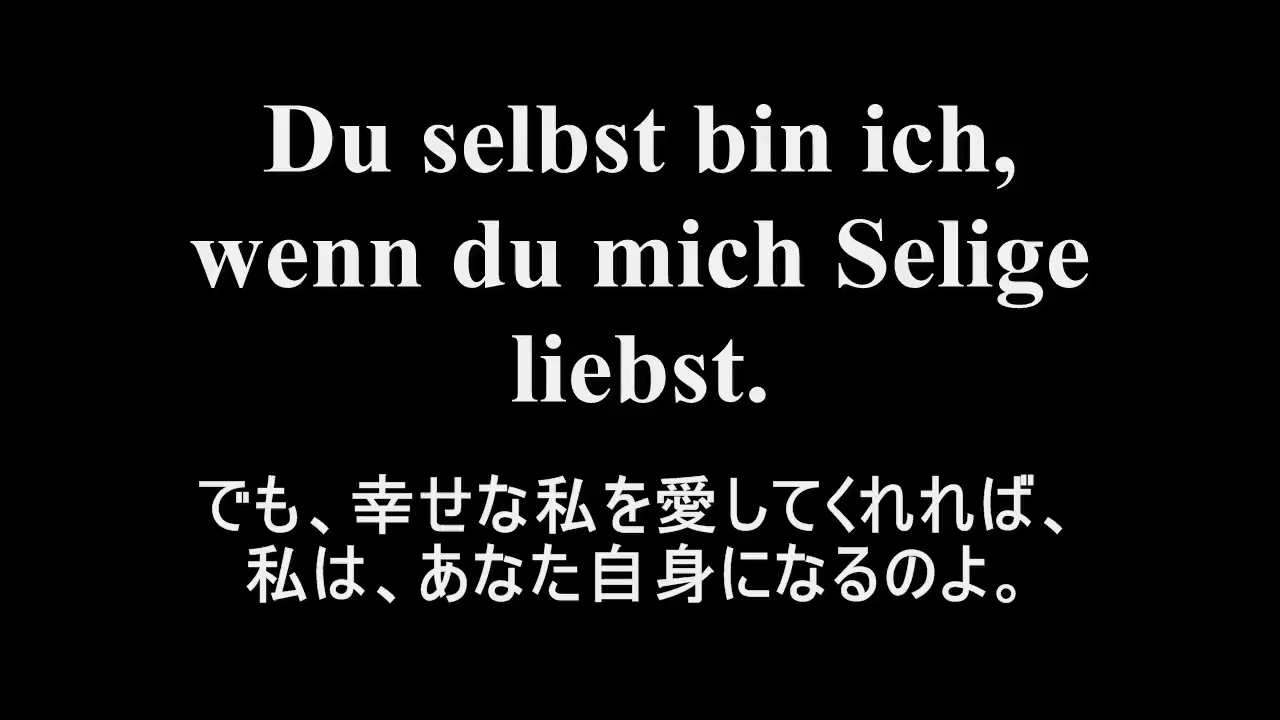 Du selbst bin ich,
wenn du mich Selige
liebst.
でも、幸せな私を愛してくれれば、
私は、あなた自身になるのよ。